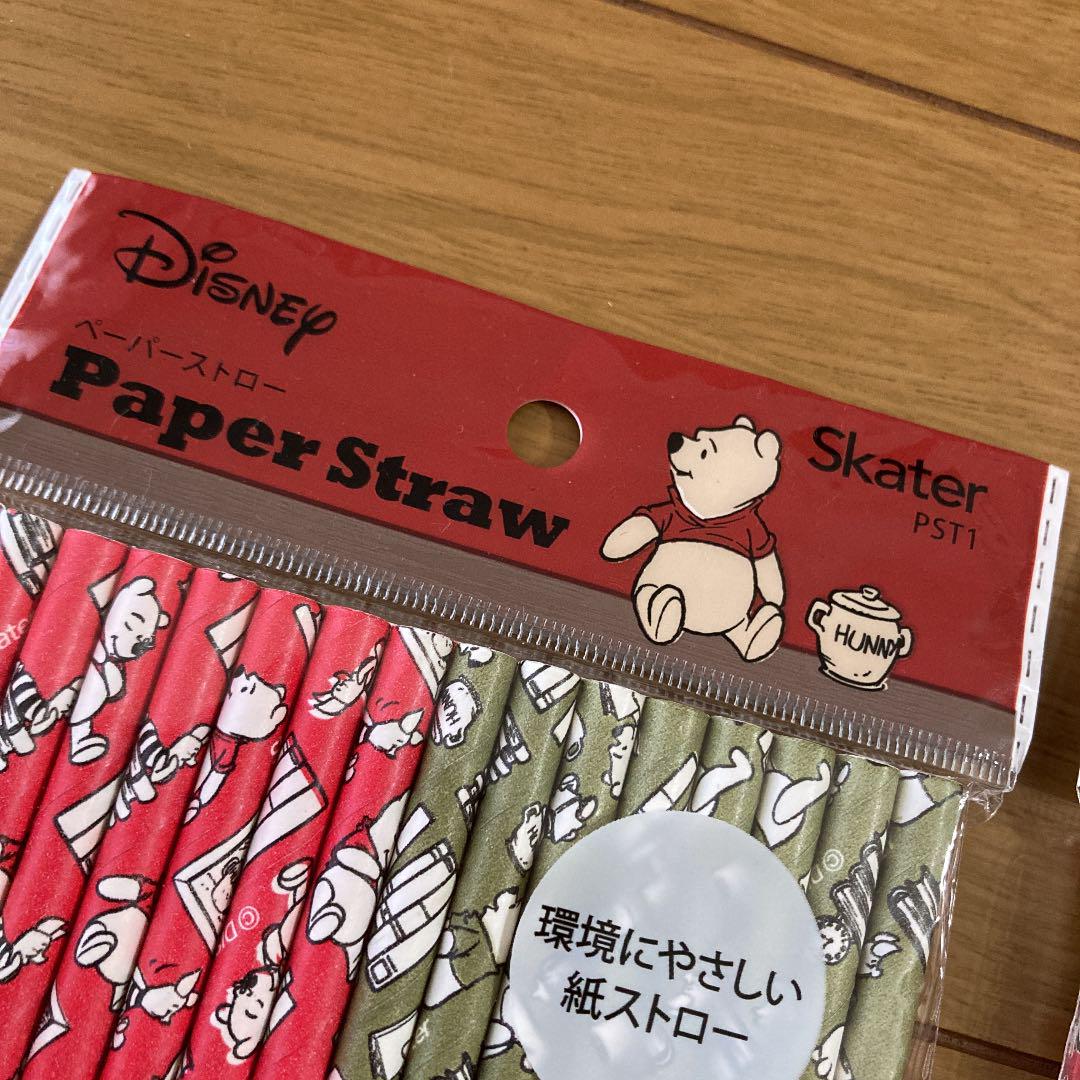 Disney
ペーパーストロー
Paper Straw
Skater
PST1
HUNNY
環境にやさしい
紙ストロー